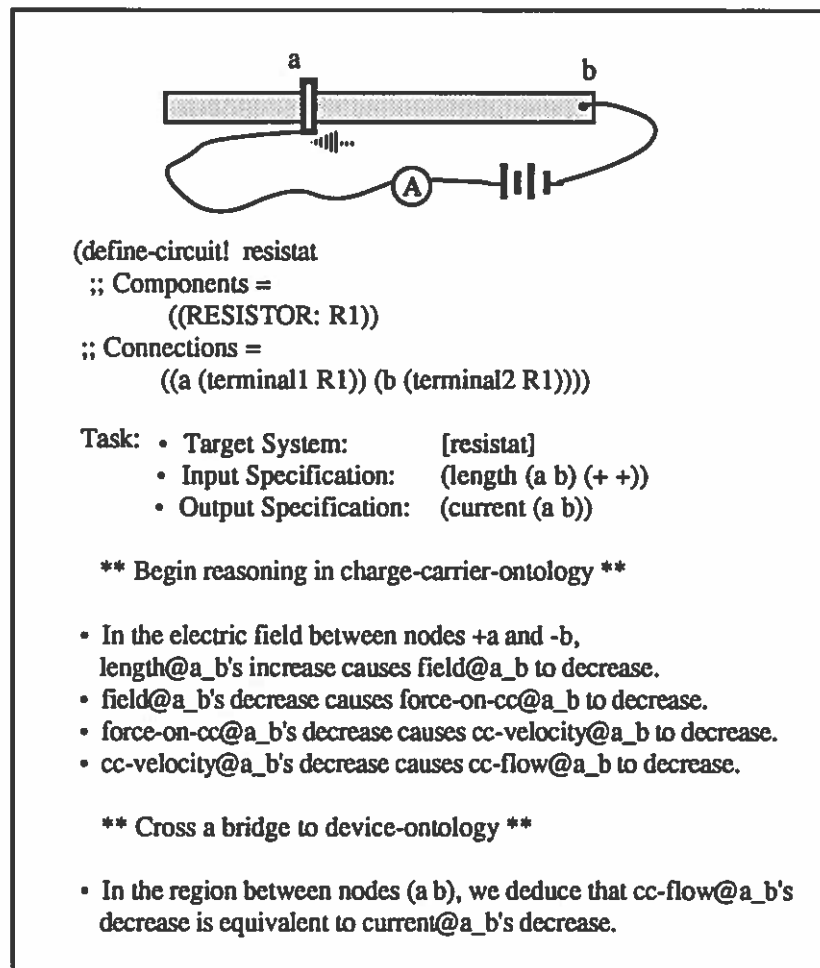 a
b
A
(define-circuit! resistat
;; Components =
((RESISTOR: R1))
;; Connections =
((a (terminal1 R1)) (b (terminal2 R1))))
Task: • Target System: [resistat]
• Input Specification: (length (a b) (+ +))
• Output Specification: (current (a b))
** Begin reasoning in charge-carrier-ontology **
• In the electric field between nodes +a and -b,
length@a_b's increase causes field@a_b to decrease.
• field@a_b's decrease causes force-on-cc@a_b to decrease.
• force-on-cc@a_b's decrease causes cc-velocity@a_b to decrease.
• cc-velocity@a_b's decrease causes cc-flow@a_b to decrease.
** Cross a bridge to device-ontology **
• In the region between nodes (a b), we deduce that cc-flow@a_b's
decrease is equivalent to current@a_b's decrease.